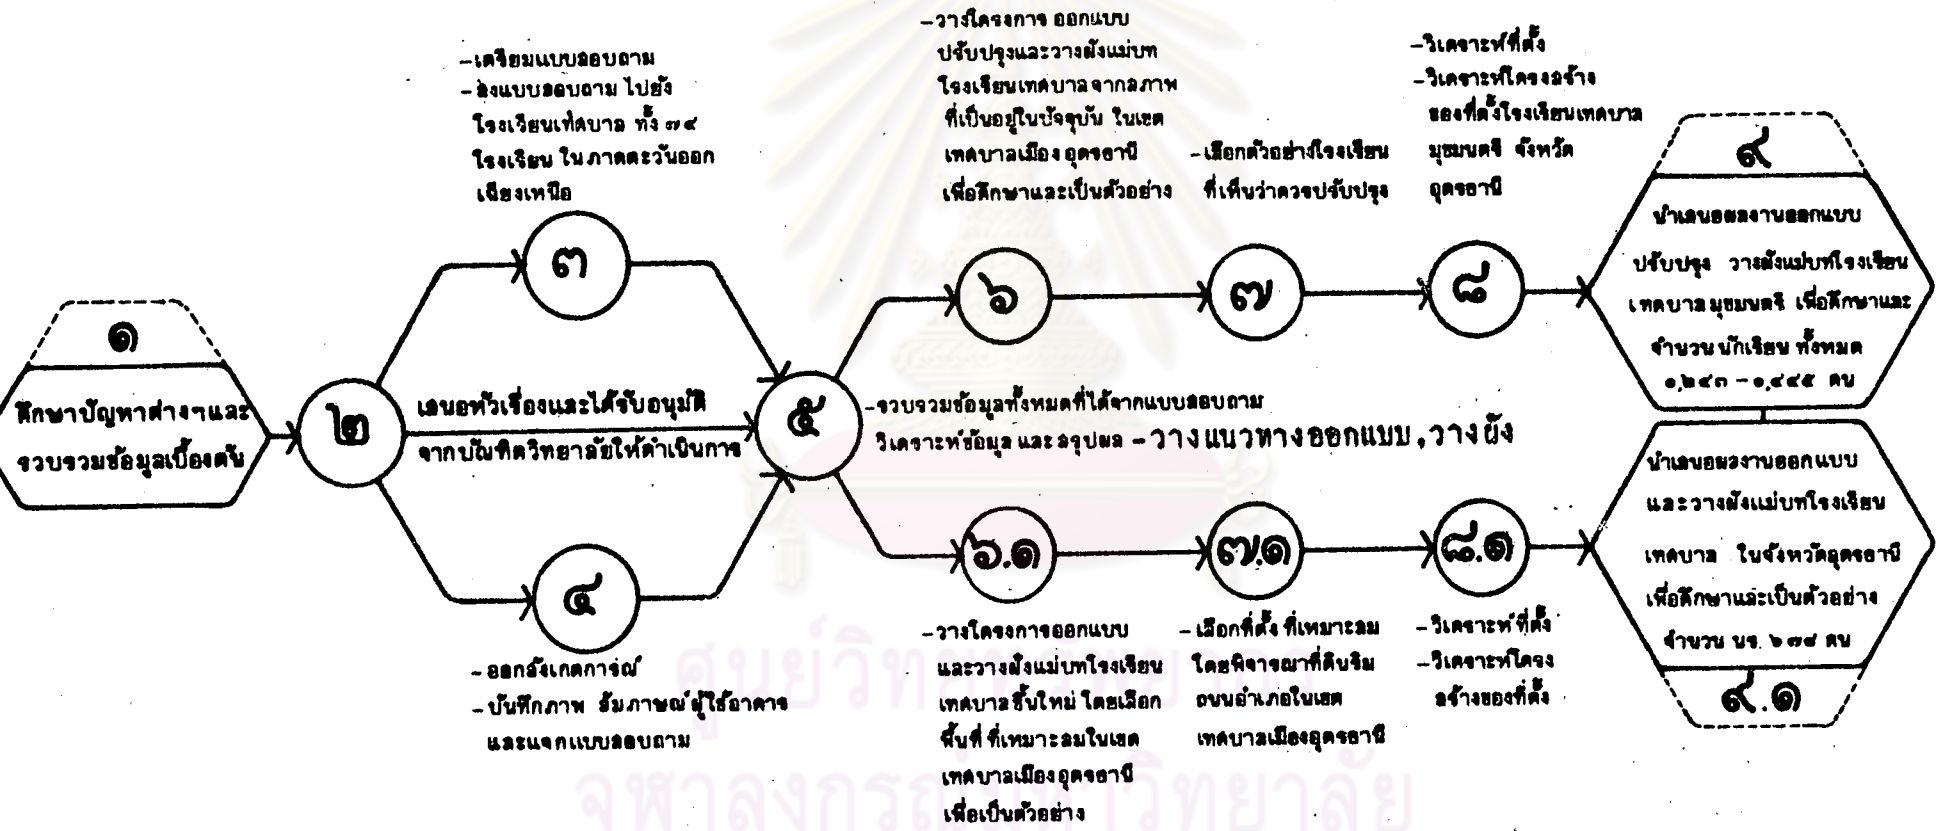 ๑
ศึกษาปัญหาต่างๆและ
รวบรวมข้อมูลเบื้องต้น
๒
-เตรียมแบบสอบถาม
-ส่งแบบสอบถาม ไปยัง
โรงเรียนเทศบาล ทั้ง ๗๙
โรงเรียน ในภาคตะวันออก
เฉียงเหนือ
๓
เสนอหัวเรื่องและได้รับอนุมัติ
จากบัณฑิตวิทยาลัยให้ดำเนินการ
๔
-ออกสังเกตการณ์
-บันทึกภาพ สัมภาษณ์ผู้ใช้อาคาร
และแจกแบบสอบถาม
๕
-รวบรวมข้อมูลทั้งหมดที่ได้จากแบบสอบถาม
วิเคราะห์ข้อมูล และสรุปผล -วางแนวทางออกแบบ,วางผัง
-วางโครงการ ออกแบบ
ปรับปรุงและวางผังแม่บท
โรงเรียนเทศบาลจากสภาพ
ที่เป็นอยู่ในปัจจุบัน ในเขต
เทศบาลเมือง อุดรธานี
เพื่อศึกษาและเป็นตัวอย่าง
๖
-เลือกตัวอย่างโรงเรียน
ที่เห็นว่าควรปรับปรุง
๗
-วิเคราะห์ที่ตั้ง
-วิเคราะห์โครงสร้าง
ของที่ตั้งโรงเรียนเทศบาล
มุขมนตรี จังหวัด
อุดรธานี
๘
๙
นำเสนอผลงานออกแบบ
ปรับปรุง วางผังแม่บทโรงเรียน
เทศบาลมุขมนตรี เพื่อศึกษาและ
จำนวน นักเรียน ทั้งหมด
๑,๒๔๓ - ๑,๔๔๕ คน
๖.๑
-วางโครงการออกแบบ
และวางผังแม่บทโรงเรียน
เทศบาลขึ้นใหม่ โดยเลือก
พื้นที่ ที่เหมาะสมในเขต
เทศบาลเมือง อุดรธานี
เพื่อเป็นตัวอย่าง
๗.๑
-เลือกที่ตั้ง ที่เหมาะสม
โดยพิจารณาที่ดินริม
ถนนอำเภอในเขต
เทศบาลเมืองอุดรธานี
๘.๑
-วิเคราะห์ที่ตั้ง
-วิเคราะห์โครง
สร้างของที่ตั้ง
นำเสนอผลงานออกแบบ
และวางผังแม่บทโรงเรียน
เทศบาล ในจังหวัดอุดรธานี
เพื่อศึกษาและเป็นตัวอย่าง
จำนวน นร. ๖๓๙ คน
๙.๑
ศูนย์วิทยทรัพยากร
จุฬาลงกรณ์มหาวิทยาลัย